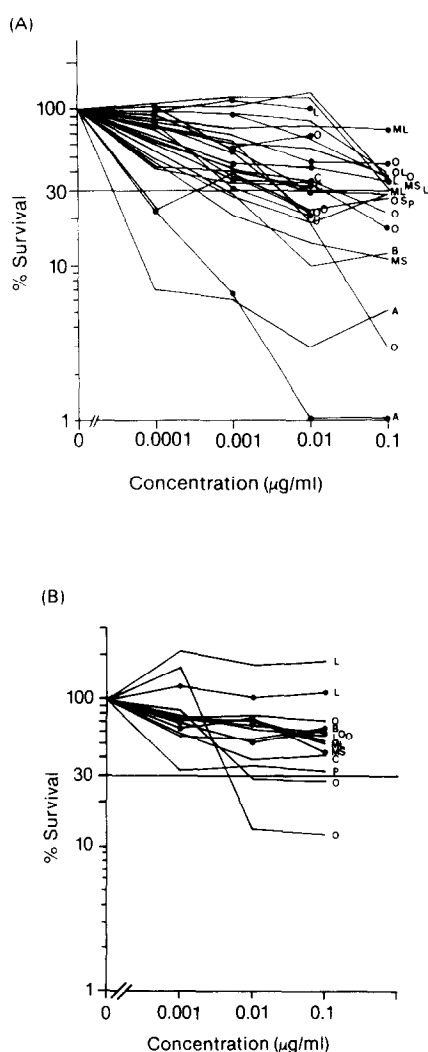 (A)
100
30
10
1
% Survival
L
O
C
O
O
O
ML
O
OL
O
L
MS
L
ML
O
S
P
O
O
B
MS
A
O
A
0
0.0001
0.001
0.01
0.1
Concentration (μg/ml)
(B)
100
30
10
1
% Survival
L
L
O
B
O
O
MS
C
P
O
O
0
0.001
0.01
0.1
Concentration (μg/ml)